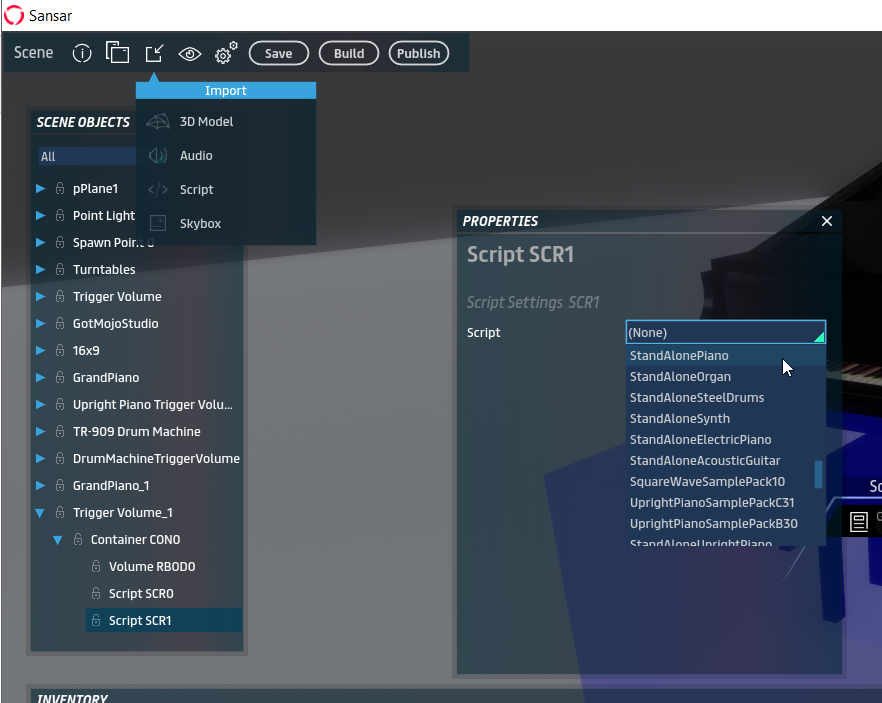 Sansar
Scene
Save
Build
Publish
Import
3D Model
Audio
Script
Skybox
SCENE OBJECTS
All
pPlane1
Point Light
Spawn Point 0
Turntables
Trigger Volume
GotMojoStudio
16x9
GrandPiano
Upright Piano Trigger Volu...
TR-909 Drum Machine
DrumMachineTriggerVolume
GrandPiano_1
Trigger Volume_1
Container CON0
Volume RBOD0
Script SCR0
Script SCR1
PROPERTIES
Script SCR1
Script Settings SCR1
Script
(None)
StandAlonePiano
StandAloneOrgan
StandAloneSteelDrums
StandAloneSynth
StandAloneElectricPiano
StandAloneAcousticGuitar
SquareWaveSamplePack10
UprightPianoSamplePackC31
UprightPianoSamplePackB30
StandAloneUprightPiano
INVENTORY